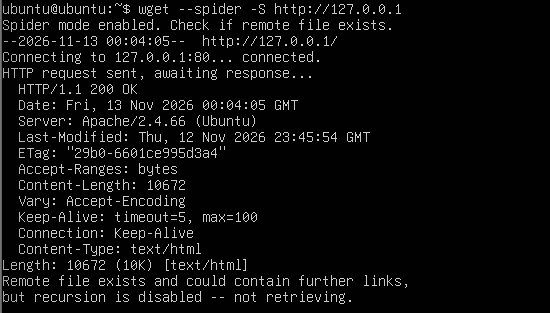 ubuntu@ubuntu:~$ wget --spider -S http://127.0.0.1
Spider mode enabled. Check if remote file exists.
--2026-11-13 00:04:05--  http://127.0.0.1/
Connecting to 127.0.0.1:80... connected.
HTTP request sent, awaiting response...
  HTTP/1.1 200 OK
  Date: Fri, 13 Nov 2026 00:04:05 GMT
  Server: Apache/2.4.66 (Ubuntu)
  Last-Modified: Thu, 12 Nov 2026 23:45:54 GMT
  ETag: "29b0-6601ce995d3a4"
  Accept-Ranges: bytes
  Content-Length: 10672
  Vary: Accept-Encoding
  Keep-Alive: timeout=5, max=100
  Connection: Keep-Alive
  Content-Type: text/html
Length: 10672 (10K) [text/html]
Remote file exists and could contain further links,
but recursion is disabled -- not retrieving.